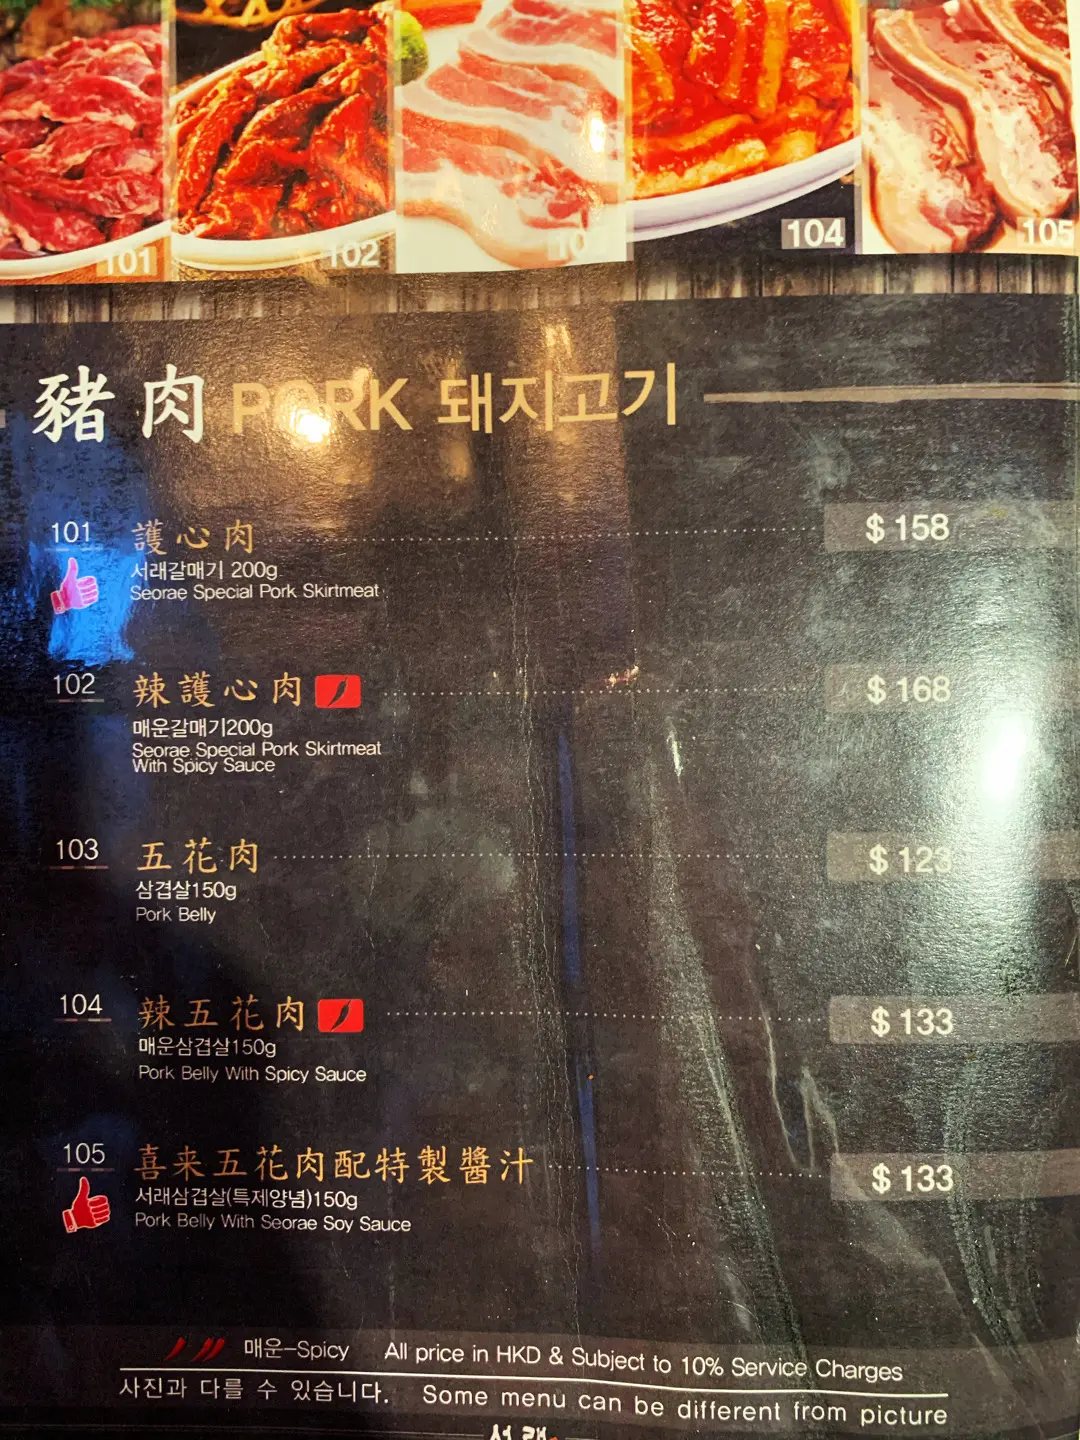 101
102
104
105
豬肉 PORK 돼지고기
101 護心肉 $158
서래갈매기 200g
Seorae Special Pork Skirtmeat
102 辣護心肉 $168
매운갈매기200g
Seorae Special Pork Skirtmeat
With Spicy Sauce
103 五花肉 $123
삼겹살150g
Pork Belly
104 辣五花肉 $133
매운삼겹살150g
Pork Belly With Spicy Sauce
105 喜来五花肉配特製醬汁 $133
서래삼겹살(특제양념)150g
Pork Belly With Seorae Soy Sauce
매운-Spicy All price in HKD & Subject to 10% Service Charges
사진과 다를 수 있습니다. Some menu can be different from picture
서래